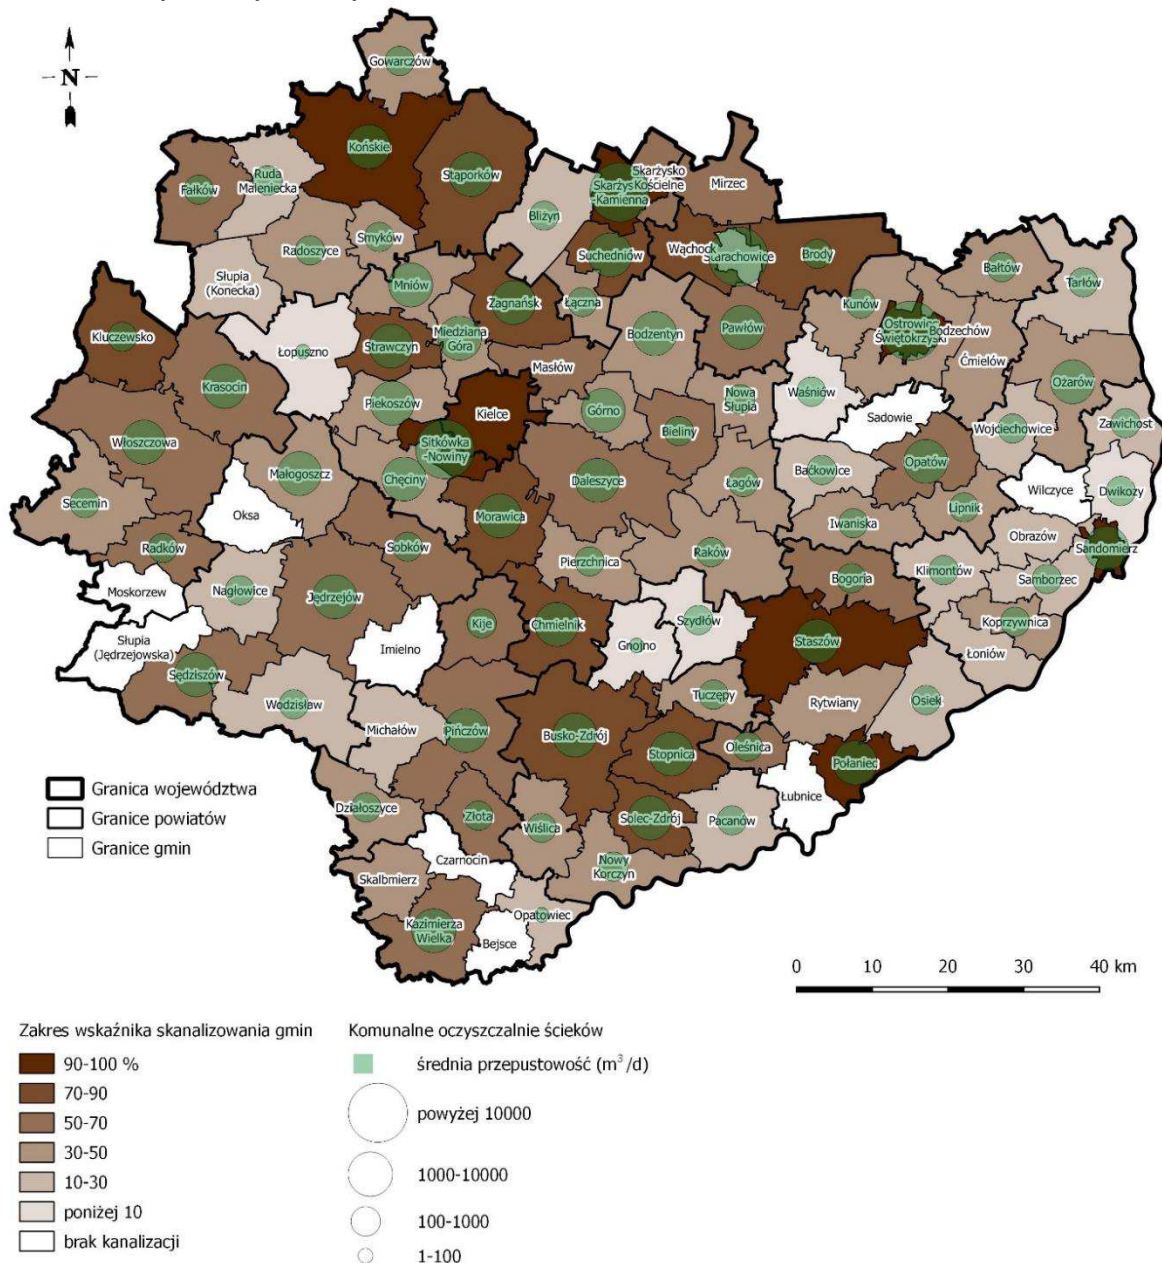 N
Gowarczów
Końskie
Stąporków
Fałków
Ruda
Maleniecka
Skarżysko
Kościelne
Skarżys
-Kamienna
Mirzec
Bliżyn
Radoszyce
Smyków
Suchedniów
Wąchock
Starachowice
Brody
Słupia
(Konecka)
Mniów
Zagnańsk
Łączna
Bałtów
Tarłów
Kunów
Kluczewsko
Łopuszno
Strawczyn
Miedziana
Góra
Bodzentyn
Pawłów
Ostrowiec
Świętokrzyski
Bodzechów
Ćmielów
Krasocin
Masłów
Ożarów
Piekoszów
Kielce
Górno
Nowa
Słupia
Waśniów
Sadowie
Wojciechowice
Zawichost
Włoszczowa
Sitkówka
-Nowiny
Bieliny
Małogoszcz
Chęciny
Daleszyce
Łagów
Baćkowice
Opatów
Wilczyce
Dwikozy
Secemin
Oksa
Morawica
Iwaniska
Lipnik
Obrazów
Sandomierz
Radków
Sobków
Pierzchnica
Raków
Klimontów
Samborzec
Moskorzew
Nagłowice
Jędrzejów
Bogoria
Koprzywnica
Słupia
(Jędrzejowska)
Imielno
Kije
Chmielnik
Gnojno
Szydłów
Staszów
Łoniów
Sędziszów
Wodzisław
Michałów
Pińczów
Busko-Zdrój
Tuczępy
Rytwiany
Osiek
Stopnica
Oleśnica
Połaniec
Łubnice
Granica województwa
Granice powiatów
Granice gmin
Działoszyce
Złota
Wiślica
Solec-Zdrój
Pacanów
Czarnocin
Skalbmierz
Nowy
Korczyn
Kazimierza
Wielka
Opatowiec
Bejsce
0 10 20 30 40 km
Zakres wskaźnika skanalizowania gmin
90-100 %
70-90
50-70
30-50
10-30
poniżej 10
brak kanalizacji
Komunalne oczyszczalnie ścieków
średnia przepustowość (m³/d)
powyżej 10000
1000-10000
100-1000
1-100